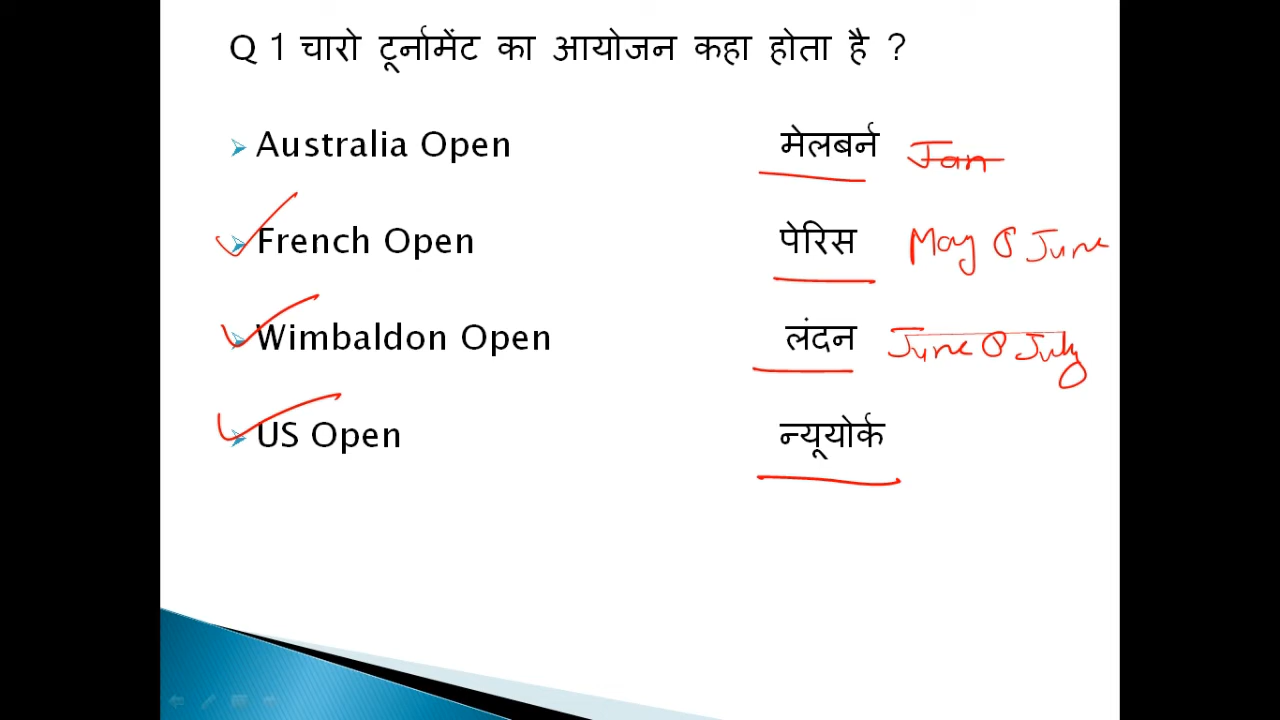 Q 1 चारो टूर्नामेंट का आयोजन कहा होता है ?
Australia Open मेलबर्न Jan
French Open पेरिस May & June
Wimbaldon Open लंदन June & July
US Open न्यूयोर्क